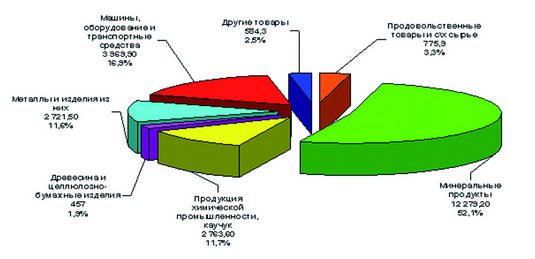 Машины,
оборудование и
транспортные
средства
3 969,90
16,9%
Другие товары
584,3
2,5%
Продовольственные
товары и с/х сырье
775,9
3,3%
Металлы и изделия из
них
2 721,50
11,6%
Древесина и
целлюлозно-
бумажные изделия
457
1,9%
Продукция
химической
промышленности,
каучук
2 763,60
11,7%
Минеральные
продукты
12 279,20
52,1%